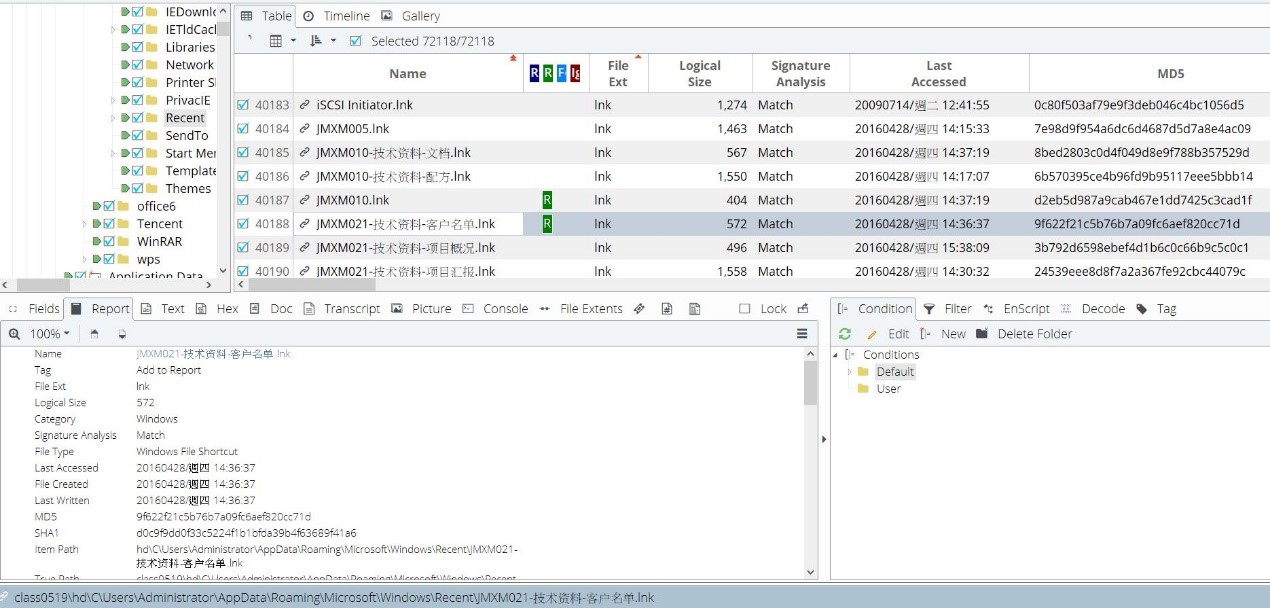 IEDownlo
IETldCacl
Libraries
Network
Printer S
PrivacIE
Recent
SendTo
Start Mer
Template
Themes
office6
Tencent
WinRAR
wps
Application Data
Table Timeline Gallery
Selected 72118/72118
Name R R F Ig File Ext Logical Size Signature Analysis Last Accessed MD5
40183 iSCSI Initiator.lnk lnk 1,274 Match 20090714/週二 12:41:55 0c80f503af79e9f3deb046c4bc1056d5
40184 JMXM005.lnk lnk 1,463 Match 20160428/週四 14:15:33 7e98d9f954a6dc6d4687d5d7a8e4ac09
40185 JMXM010-技术资料-文档.lnk lnk 567 Match 20160428/週四 14:37:19 8bed2803c0d4f049d8e9f788b357529d
40186 JMXM010-技术资料-配方.lnk lnk 1,550 Match 20160428/週四 14:17:07 6b570395ce4b96fd9b95117eee5bbb14
40187 JMXM010.lnk R lnk 404 Match 20160428/週四 14:37:19 d2eb5d987a9cab467e1dd7425c3cad1f
40188 JMXM021-技术资料-客户名单.lnk R lnk 572 Match 20160428/週四 14:36:37 9f622f21c5b76b7a09fc6aef820cc71d
40189 JMXM021-技术资料-项目概况.lnk lnk 496 Match 20160428/週四 15:38:09 3b792d6598ebef4d1b6c0c66b9c5c0c1
40190 JMXM021-技术资料-项目汇报.lnk lnk 1,558 Match 20160428/週四 14:30:32 24539eee8d8f7a2a367fe92cbc44079c
Fields Report Text Hex Doc Transcript Picture Console File Extents Lock
100%
Name JMXM021-技术资料-客户名单.lnk
Tag Add to Report
File Ext lnk
Logical Size 572
Category Windows
Signature Analysis Match
File Type Windows File Shortcut
Last Accessed 20160428/週四 14:36:37
File Created 20160428/週四 14:36:37
Last Written 20160428/週四 14:36:37
MD5 9f622f21c5b76b7a09fc6aef820cc71d
SHA1 d0c9f9dd0f33c5224f1b1bfda39b4f63689f41a6
Item Path hd\C\Users\Administrator\AppData\Roaming\Microsoft\Windows\Recent\JMXM021-
技术资料-客户名单.lnk
True Path class0519\hd\C\Users\Administrator\AppData\Roaming\Microsoft\Windows\Recent
Condition Filter EnScript Decode Tag
Edit New Delete Folder
Conditions
Default
User
class0519\hd\C\Users\Administrator\AppData\Roaming\Microsoft\Windows\Recent\JMXM021-技术资料-客户名单.lnk